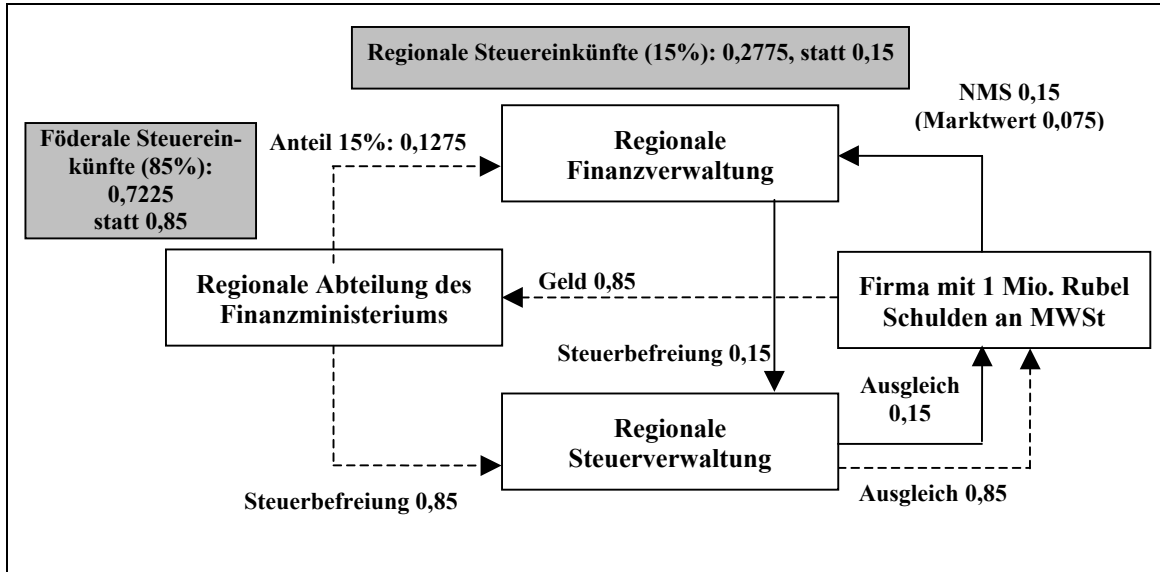 Regionale Steuereinkünfte (15%): 0,2775, statt 0,15
NMS 0,15
(Marktwert 0,075)
Föderale Steuerein-
künfte (85%):
0,7225
statt 0,85
Anteil 15%: 0,1275
Regionale
Finanzverwaltung
Regionale Abteilung des
Finanzministeriums
Geld 0,85
Firma mit 1 Mio. Rubel
Schulden an MWSt
Steuerbefreiung 0,15
Ausgleich
0,15
Regionale
Steuerverwaltung
Steuerbefreiung 0,85
Ausgleich 0,85